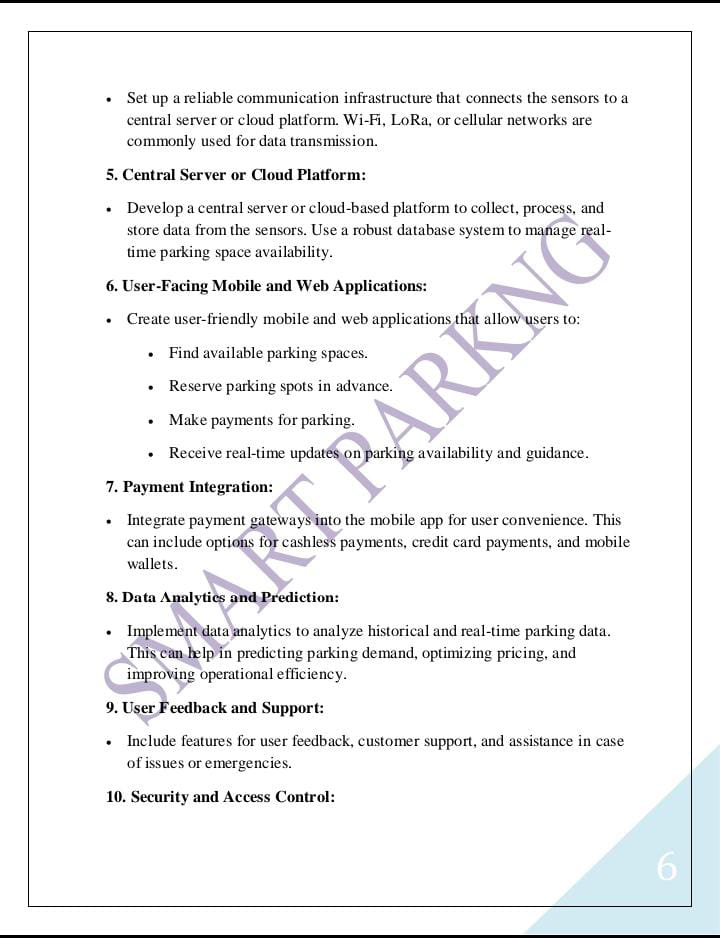 • Set up a reliable communication infrastructure that connects the sensors to a
central server or cloud platform. Wi-Fi, LoRa, or cellular networks are
commonly used for data transmission.
5. Central Server or Cloud Platform:
• Develop a central server or cloud-based platform to collect, process, and
store data from the sensors. Use a robust database system to manage real-
time parking space availability.
6. User-Facing Mobile and Web Applications:
• Create user-friendly mobile and web applications that allow users to:
• Find available parking spaces.
• Reserve parking spots in advance.
• Make payments for parking.
• Receive real-time updates on parking availability and guidance.
7. Payment Integration:
• Integrate payment gateways into the mobile app for user convenience. This
can include options for cashless payments, credit card payments, and mobile
wallets.
8. Data Analytics and Prediction:
• Implement data analytics to analyze historical and real-time parking data.
This can help in predicting parking demand, optimizing pricing, and
improving operational efficiency.
9. User Feedback and Support:
• Include features for user feedback, customer support, and assistance in case
of issues or emergencies.
10. Security and Access Control:
SMART PARKNG
6